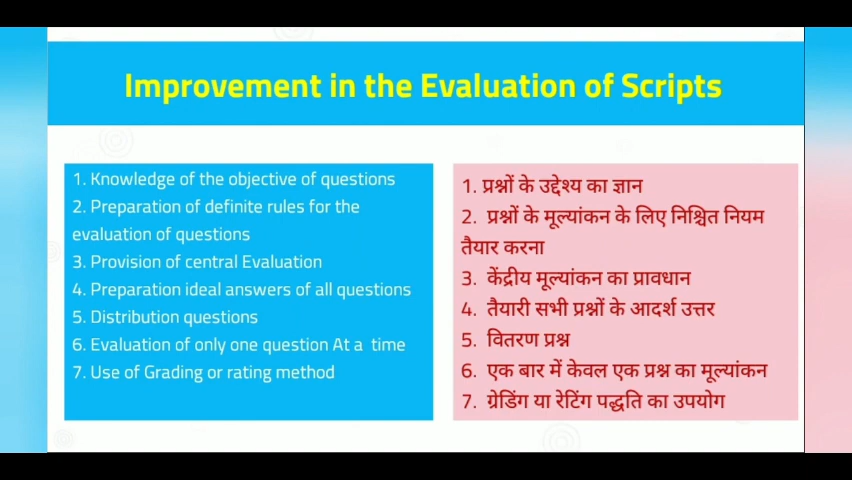 Improvement in the Evaluation of Scripts
1. Knowledge of the objective of questions
2. Preparation of definite rules for the
evaluation of questions
3. Provision of central Evaluation
4. Preparation ideal answers of all questions
5. Distribution questions
6. Evaluation of only one question At a time
7. Use of Grading or rating method
1. प्रश्नों के उद्देश्य का ज्ञान
2. प्रश्नों के मूल्यांकन के लिए निश्चित नियम
तैयार करना
3. केंद्रीय मूल्यांकन का प्रावधान
4. तैयारी सभी प्रश्नों के आदर्श उत्तर
5. वितरण प्रश्न
6. एक बार में केवल एक प्रश्न का मूल्यांकन
7. ग्रेडिंग या रेटिंग पद्धति का उपयोग